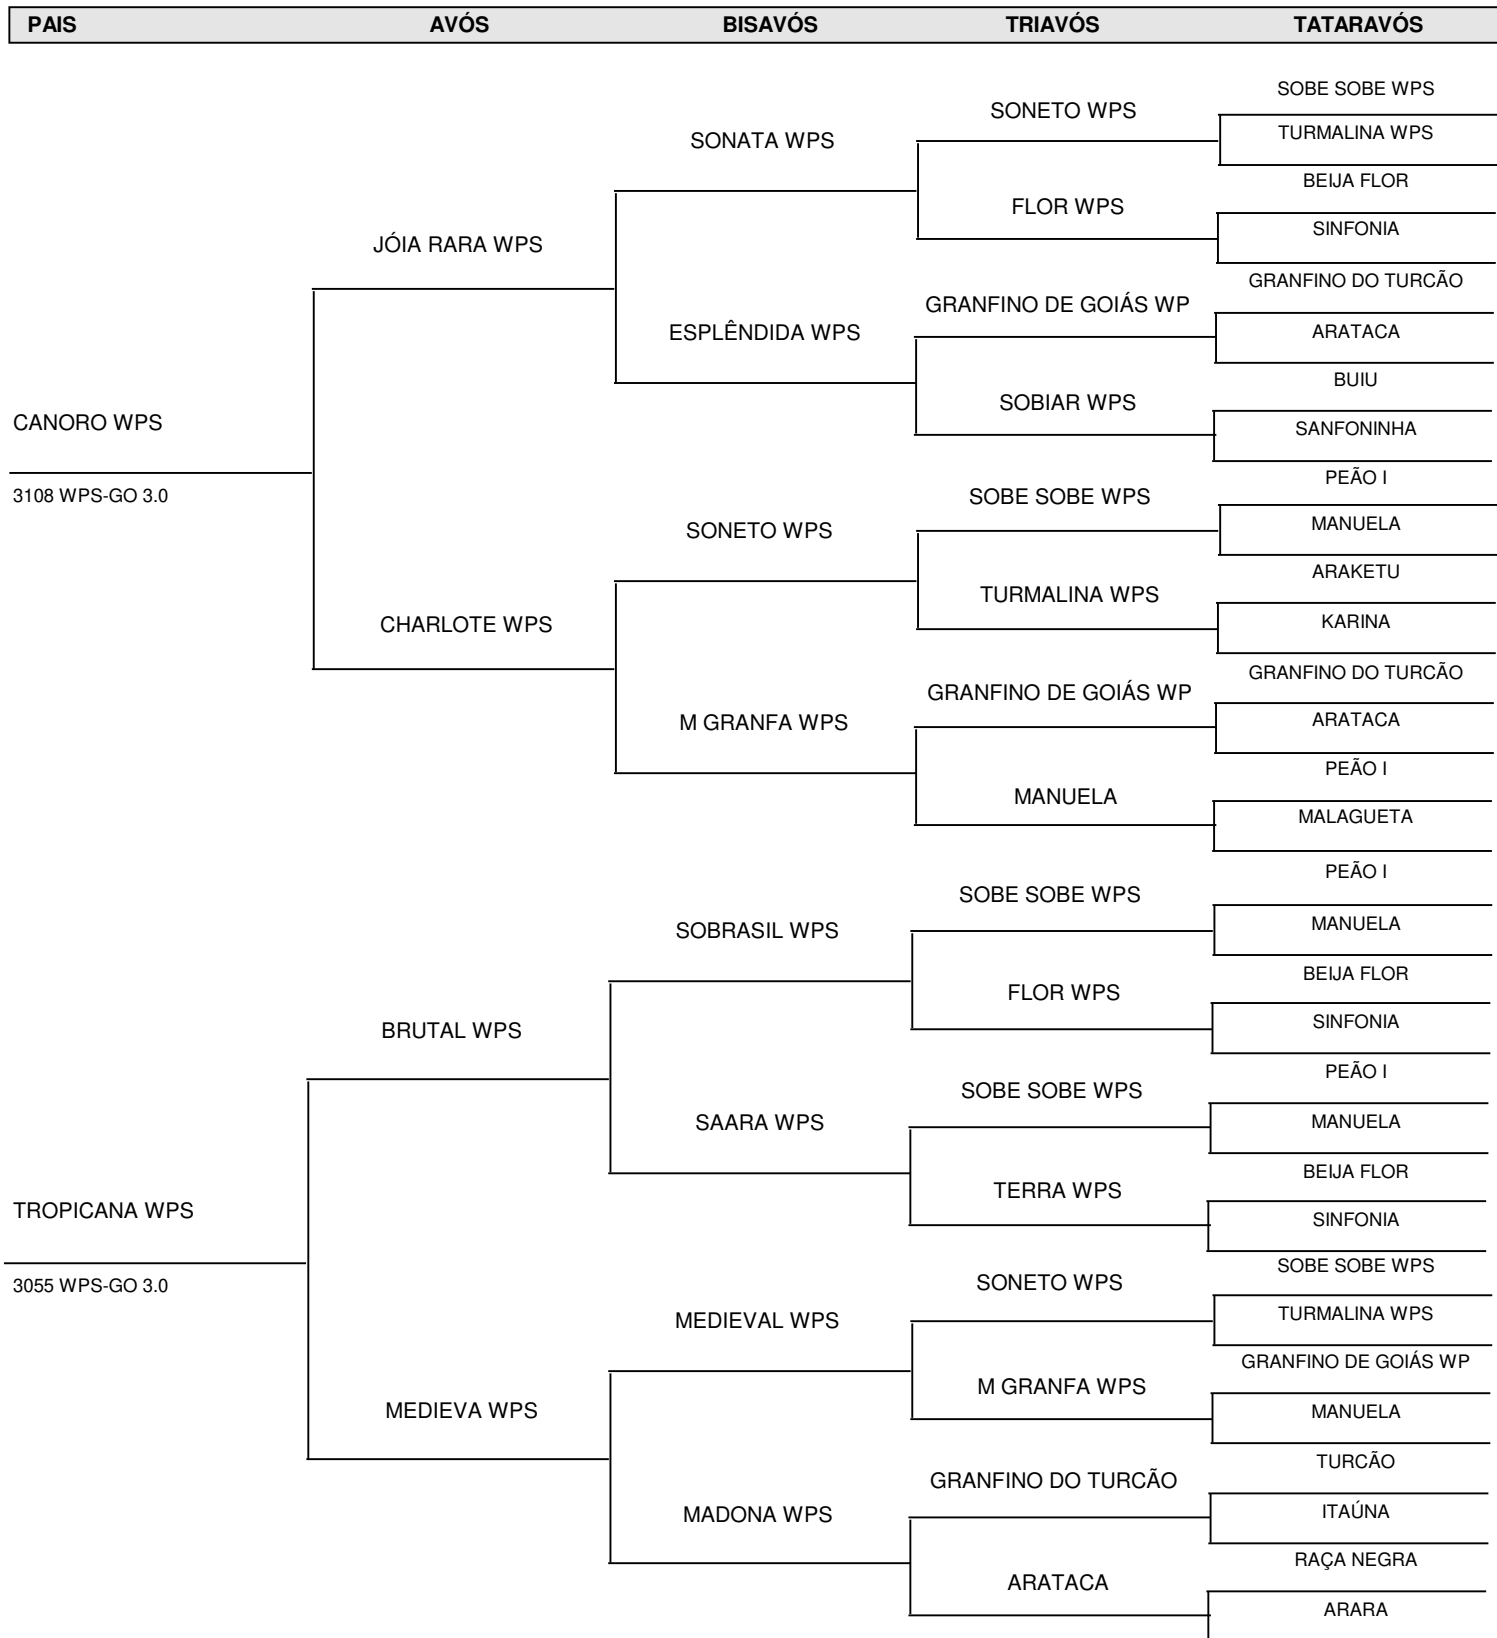 PAIS AVÓS BISAVÓS TRIAVÓS TATARAVÓS
SOBE SOBE WPS
SONETO WPS
TURMALINA WPS
SONATA WPS
BEIJA FLOR
FLOR WPS
SINFONIA
JÓIA RARA WPS
GRANFINO DO TURCÃO
GRANFINO DE GOIÁS WP
ARATACA
ESPLÊNDIDA WPS
BUIU
SOBIAR WPS
CANORO WPS
SANFONINHA
PEÃO I
3108 WPS-GO 3.0
SOBE SOBE WPS
MANUELA
SONETO WPS
ARAKETU
TURMALINA WPS
KARINA
CHARLOTE WPS
GRANFINO DO TURCÃO
GRANFINO DE GOIÁS WP
ARATACA
M GRANFA WPS
PEÃO I
MANUELA
MALAGUETA
PEÃO I
SOBE SOBE WPS
MANUELA
SOBRASIL WPS
BEIJA FLOR
FLOR WPS
SINFONIA
BRUTAL WPS
PEÃO I
SOBE SOBE WPS
MANUELA
SAARA WPS
BEIJA FLOR
TERRA WPS
TROPICANA WPS
SINFONIA
SOBE SOBE WPS
3055 WPS-GO 3.0
SONETO WPS
TURMALINA WPS
MEDIEVAL WPS
GRANFINO DE GOIÁS WP
M GRANFA WPS
MEDIEVA WPS
MANUELA
TURCÃO
GRANFINO DO TURCÃO
ITAÚNA
MADONA WPS
RAÇA NEGRA
ARATACA
ARARA